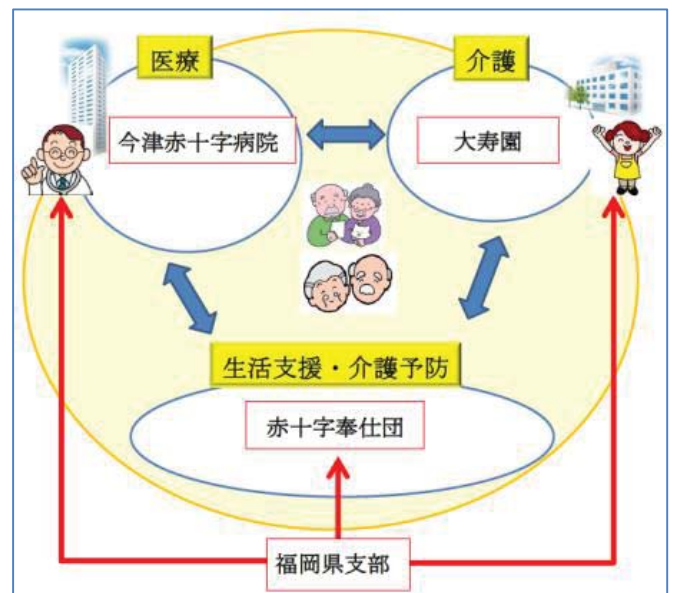 医療
介護
今津赤十字病院
大寿園
生活支援・介護予防
赤十字奉仕団
福岡県支部